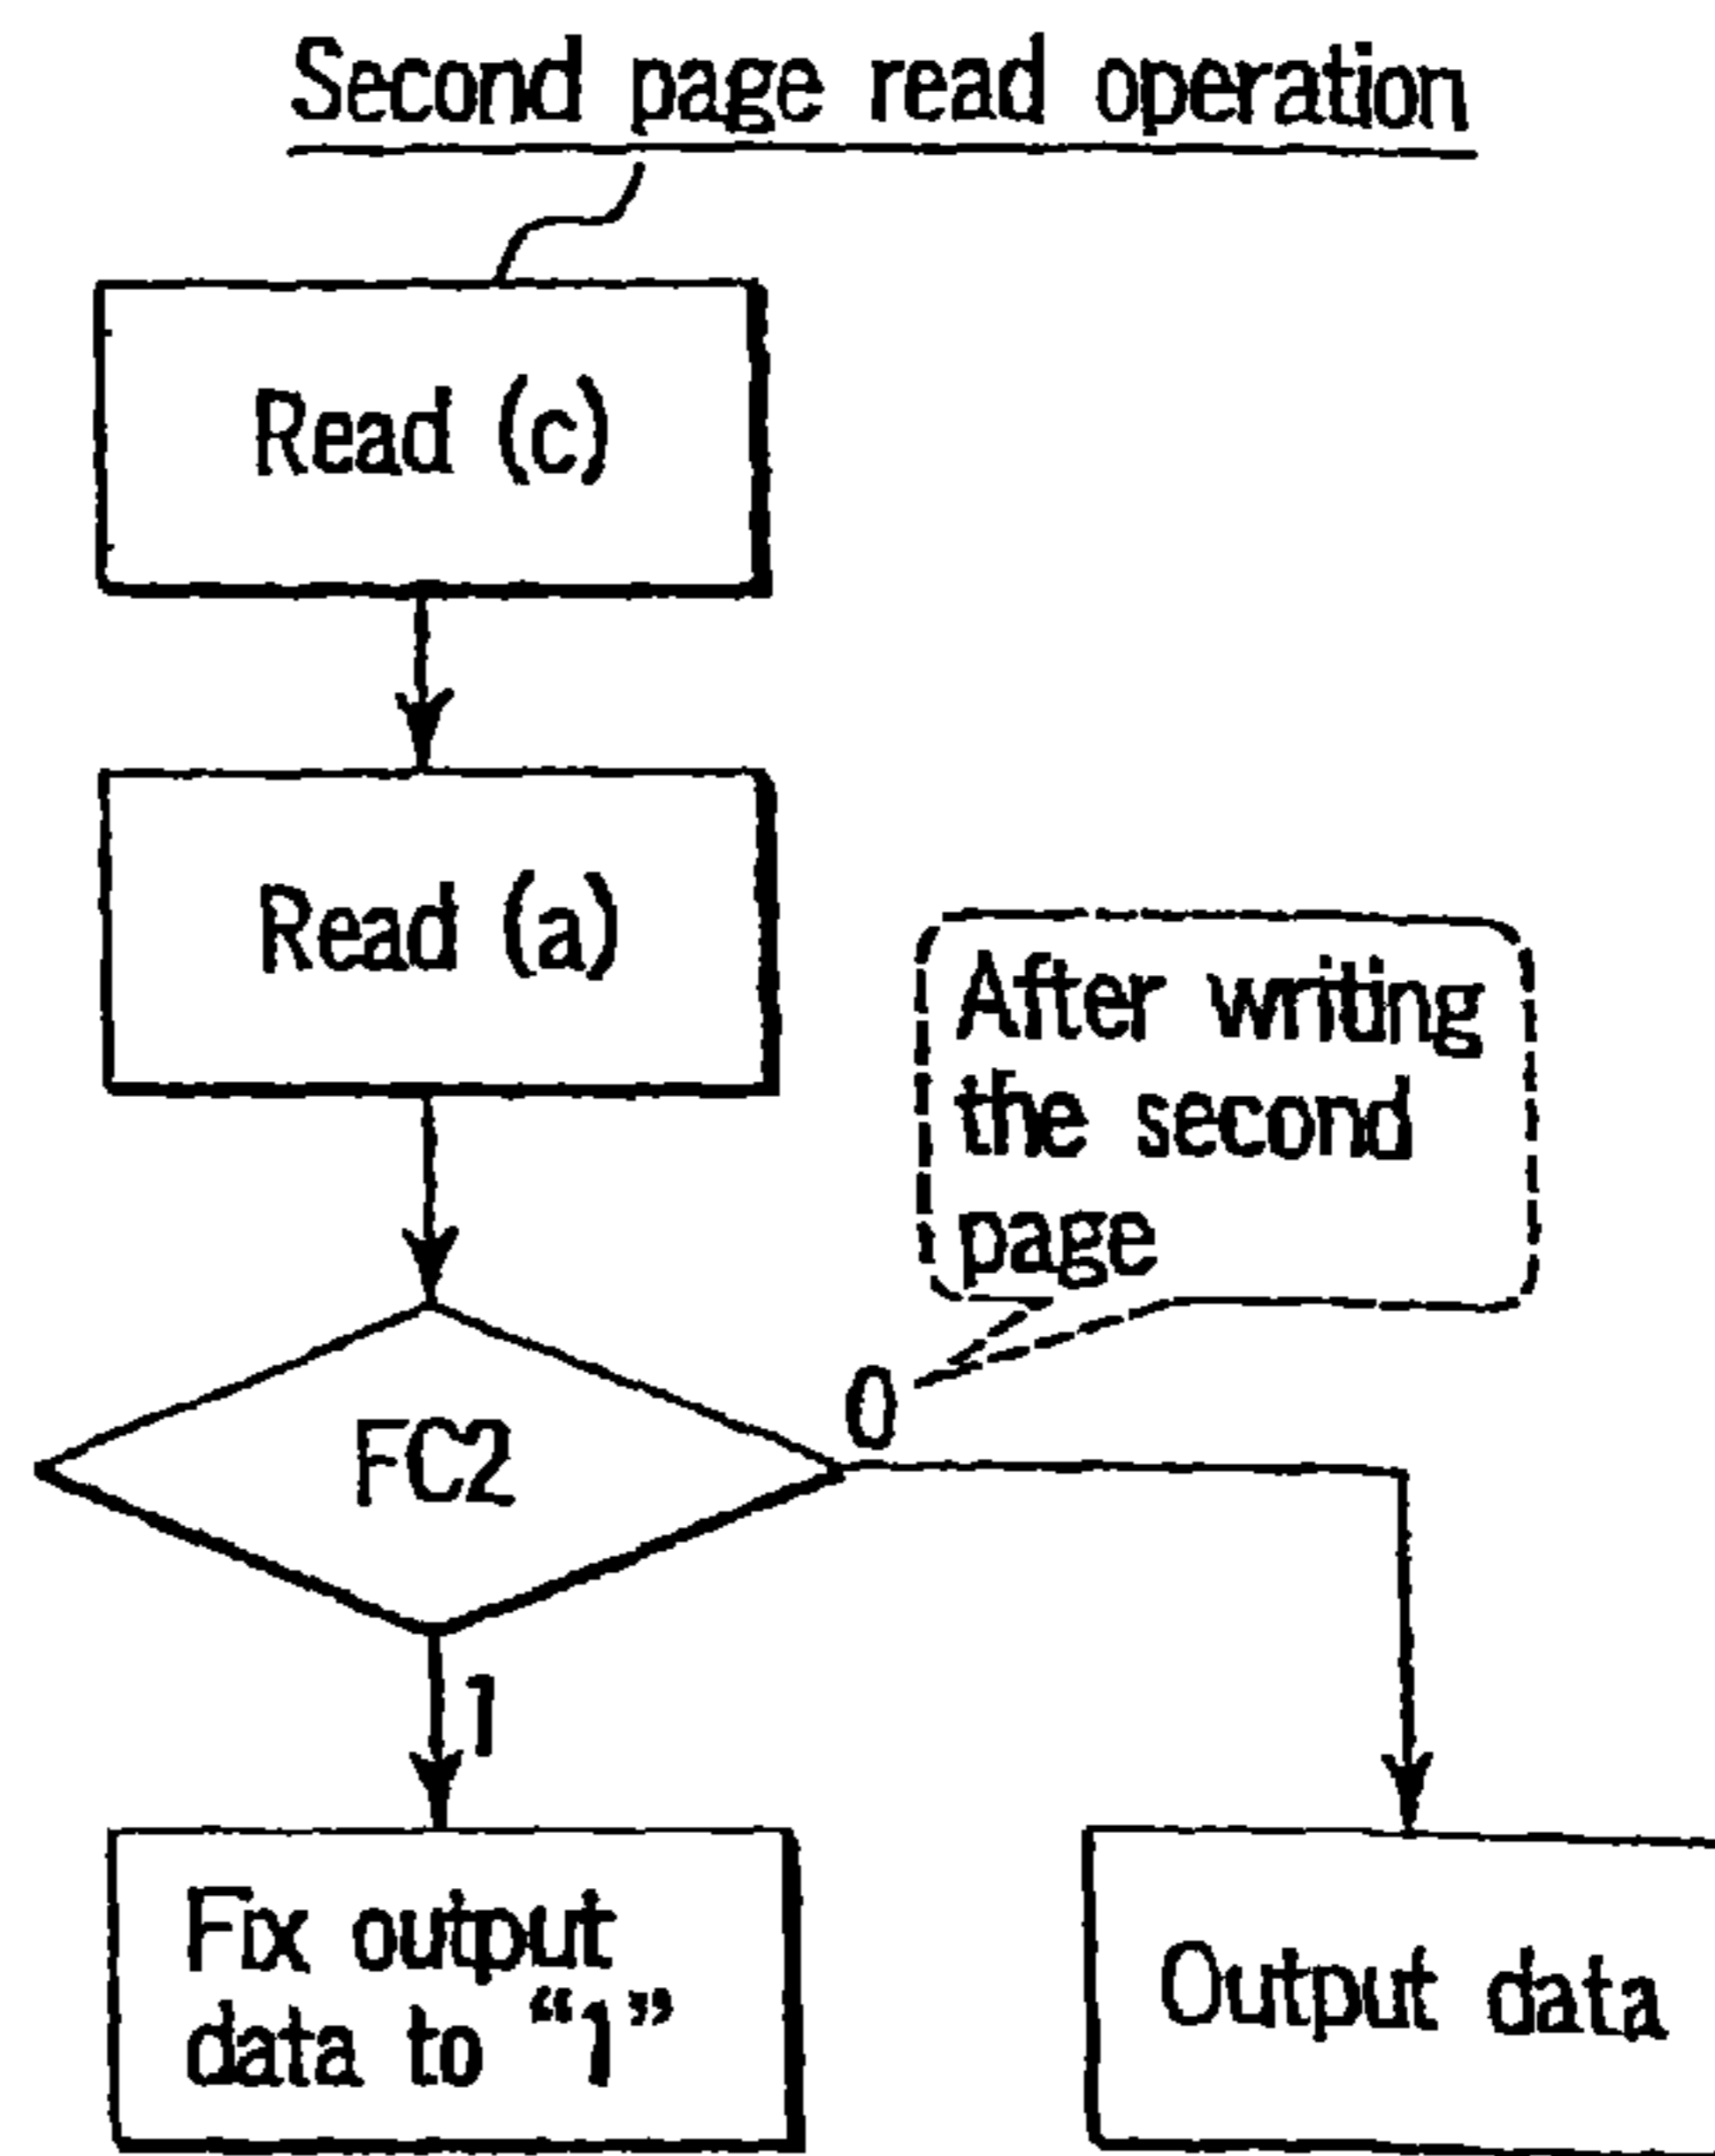 Second page read operation
Read (c)
Read (a)
After writing
the second
page
0
FC2
1
Fix output
data to “1”
Output data